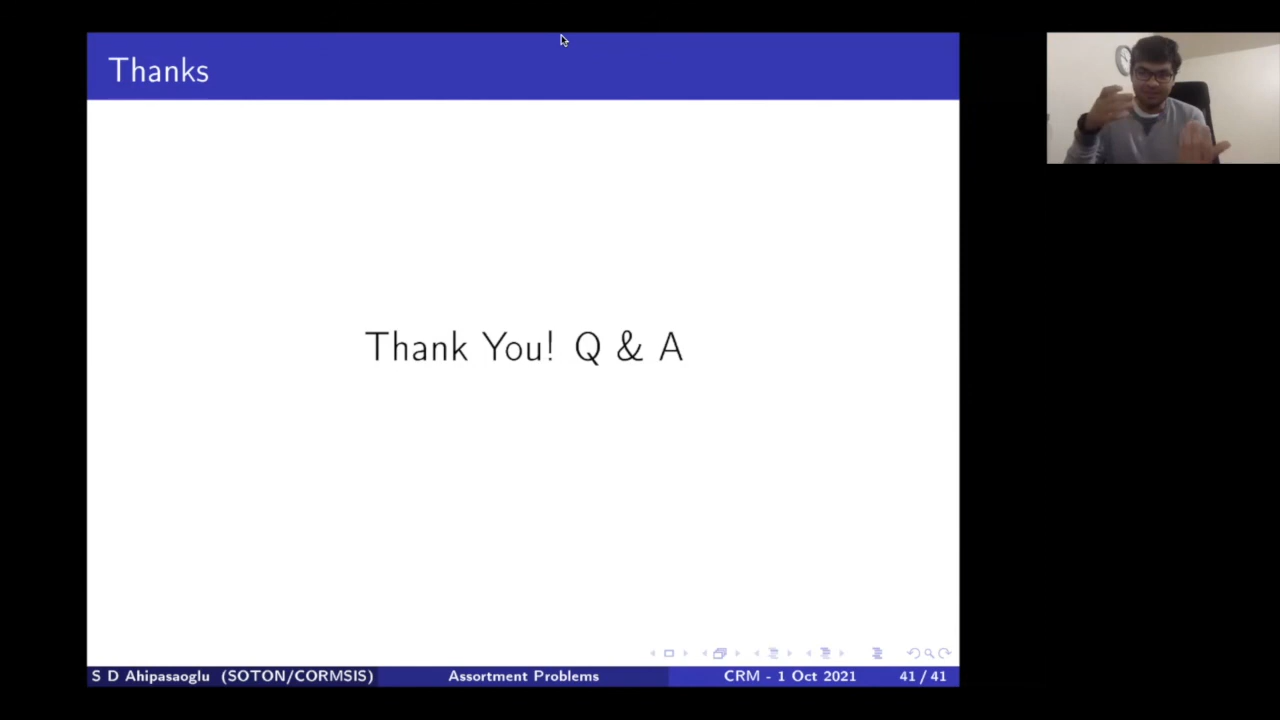 Thanks
Thank You! Q & A
S D Ahipasaoglu (SOTON/CORMSIS) Assortment Problems CRM - 1 Oct 2021 41 / 41